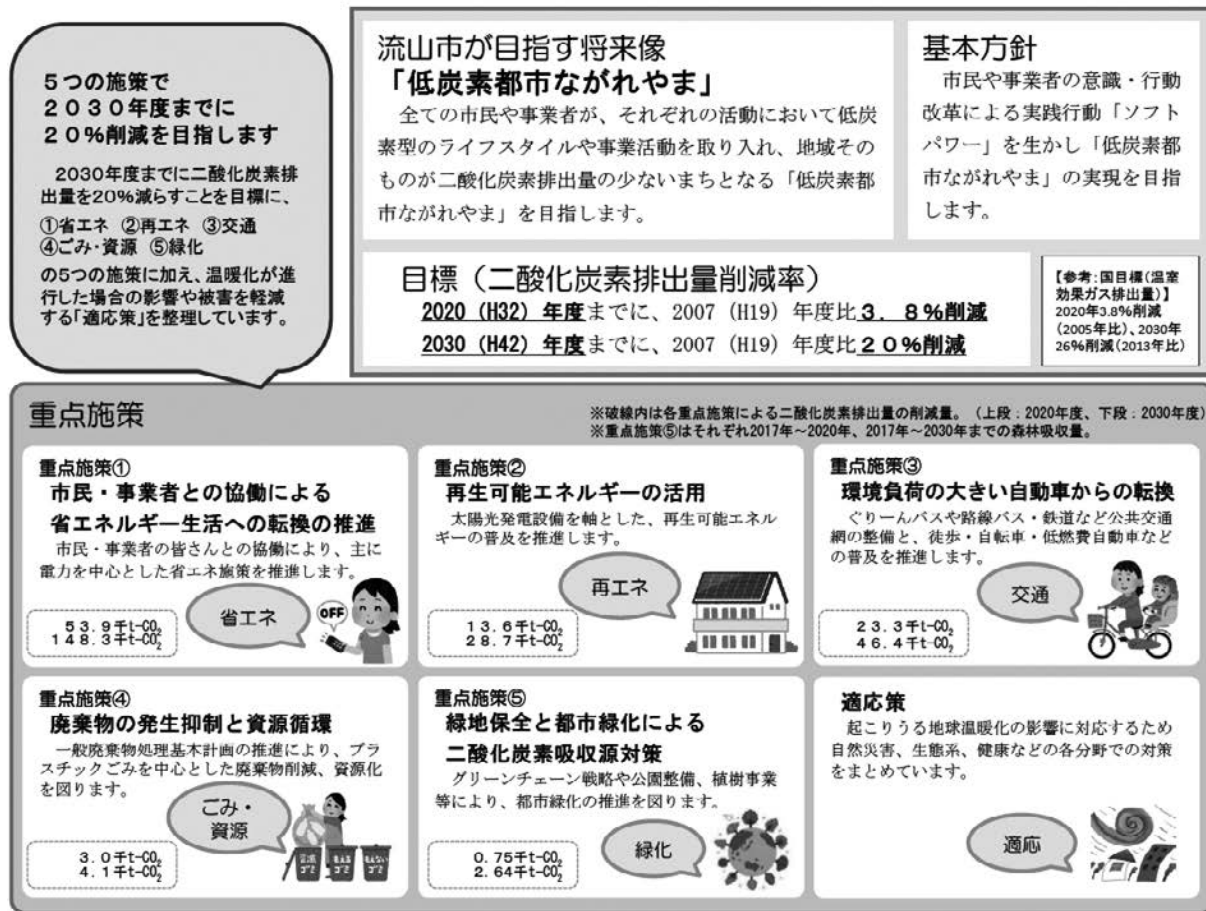 5つの施策で
2030年度までに
20%削減を目指します
2030年度までに二酸化炭素排
出量を20%減らすことを目標に、
①省エネ ②再エネ ③交通
④ごみ・資源 ⑤緑化
の5つの施策に加え、温暖化が進
行した場合の影響や被害を軽減
する「適応策」を整理しています。
流山市が目指す将来像
「低炭素都市ながれやま」
全ての市民や事業者が、それぞれの活動において低炭
素型のライフスタイルや事業活動を取り入れ、地域その
ものが二酸化炭素排出量の少ないまちとなる「低炭素都
市ながれやま」を目指します。
基本方針
市民や事業者の意識・行動
改革による実践行動「ソフト
パワー」を生かし「低炭素都
市ながれやま」の実現を目指
します。
目標（二酸化炭素排出量削減率）
2020（H32）年度までに、2007（H19）年度比3．8％削減
2030（H42）年度までに、2007（H19）年度比20％削減
【参考:国目標(温室
効果ガス排出量)】
2020年3.8%削減
(2005年比)、2030年
26%削減(2013年比)
重点施策
※破線内は各重点施策による二酸化炭素排出量の削減量。（上段：2020年度、下段：2030年度）
※重点施策⑤はそれぞれ2017年～2020年、2017年～2030年までの森林吸収量。
重点施策①
市民・事業者との協働による
省エネルギー生活への転換の推進
市民・事業者の皆さんとの協働により、主に
電力を中心とした省エネ施策を推進します。
省エネ
OFF
53.9千t-CO₂
148.3千t-CO₂
重点施策②
再生可能エネルギーの活用
太陽光発電設備を軸とした、再生可能エネル
ギーの普及を推進します。
再エネ
13.6千t-CO₂
28.7千t-CO₂
重点施策③
環境負荷の大きい自動車からの転換
ぐりーんバスや路線バス・鉄道など公共交通
網の整備と、徒歩・自転車・低燃費自動車など
の普及を推進します。
交通
23.3千t-CO₂
46.4千t-CO₂
重点施策④
廃棄物の発生抑制と資源循環
一般廃棄物処理基本計画の推進により、プラ
スチックごみを中心とした廃棄物削減、資源化
を図ります。
ごみ・
資源
3.0千t-CO₂
4.1千t-CO₂
重点施策⑤
緑地保全と都市緑化による
二酸化炭素吸収源対策
グリーンチェーン戦略や公園整備、植樹事業
等により、都市緑化の推進を図ります。
緑化
0.75千t-CO₂
2.64千t-CO₂
適応策
起こりうる地球温暖化の影響に対応するため
自然災害、生態系、健康などの各分野での対策
をまとめています。
適応